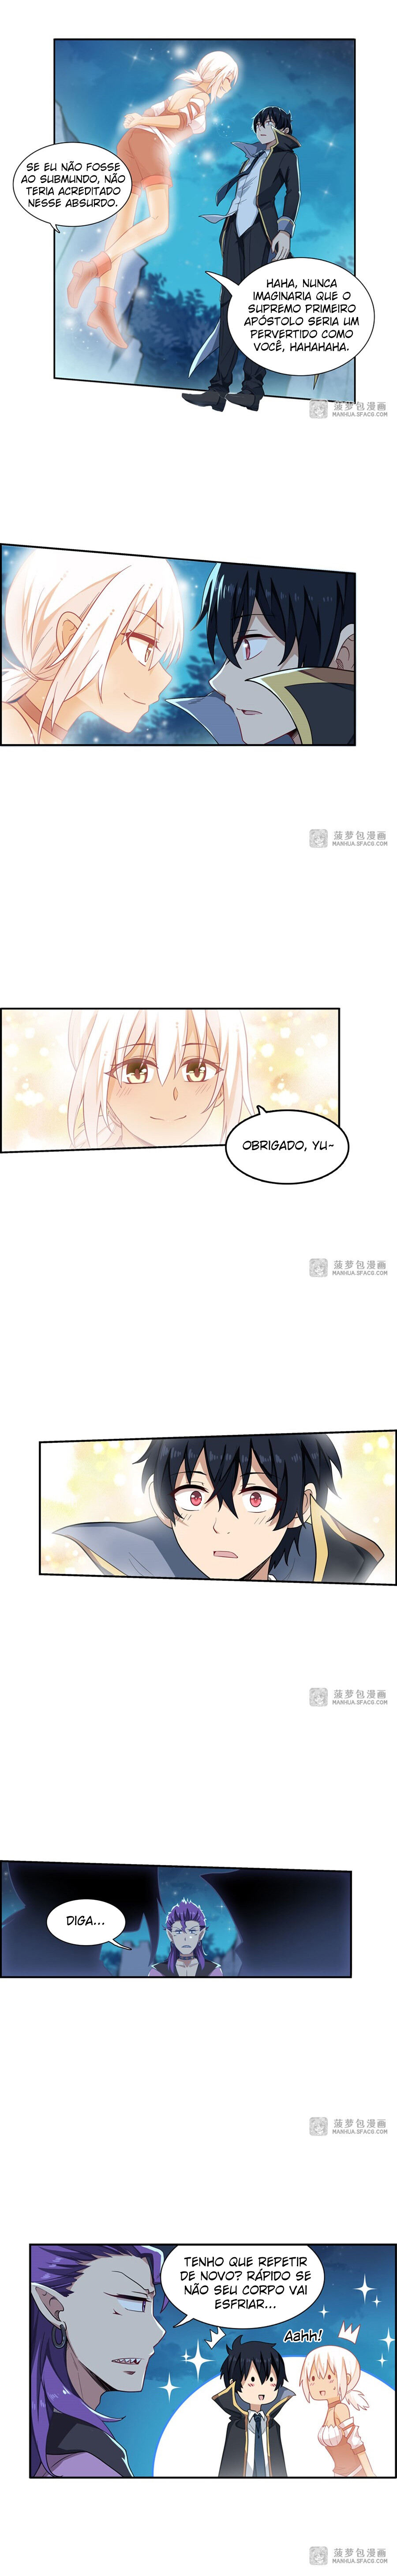 SE EU NÃO FOSSE
AO SUBMUNDO, NÃO
TERIA ACREDITADO
NESSE ABSURDO.
HAHA, NUNCA
IMAGINARIA QUE O
SUPREMO PRIMEIRO
APÓSTOLO SERIA UM
PERVERTIDO COMO
VOCÊ, HAHAHAHA.
菠萝包漫画
MANHUA.SFACG.COM
菠萝包漫画
MANHUA.SFACG.COM
OBRIGADO, YU~
菠萝包漫画
MANHUA.SFACG.COM
菠萝包漫画
MANHUA.SFACG.COM
DIGA...
菠萝包漫画
MANHUA.SFACG.COM
TENHO QUE REPETIR
DE NOVO? RÁPIDO SE
NÃO SEU CORPO VAI
ESFRIAR...
Aahh!
菠萝包漫画
MANHUA.SFACG.COM